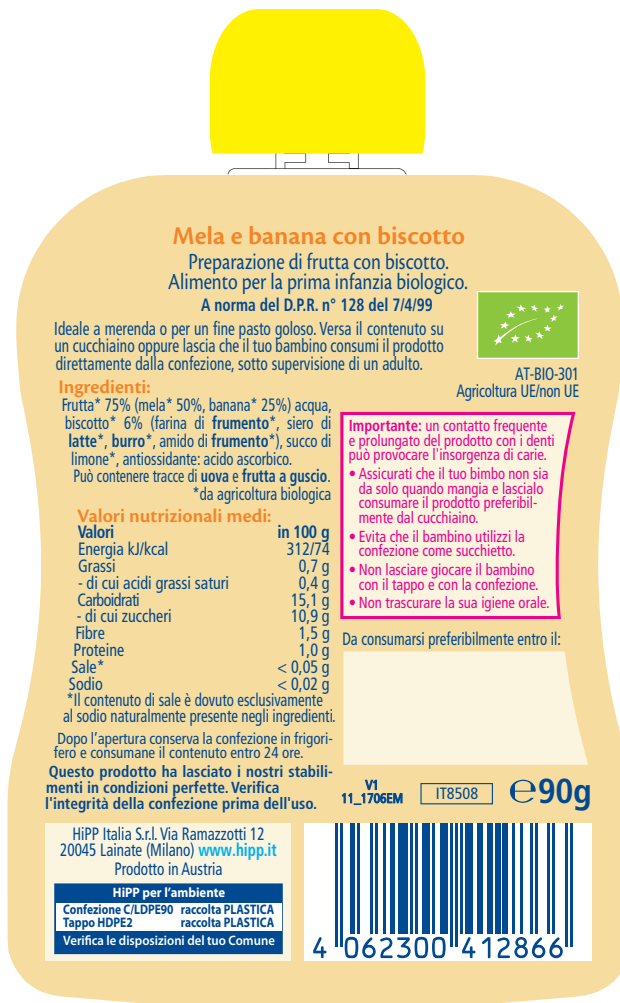 Mela e banana con biscotto
Preparazione di frutta con biscotto.
Alimento per la prima infanzia biologico.
A norma del D.P.R. n° 128 del 7/4/99
Ideale a merenda o per un fine pasto goloso. Versa il contenuto su
un cucchiaino oppure lascia che il tuo bambino consumi il prodotto
direttamente dalla confezione, sotto supervisione di un adulto.
AT-BIO-301
Agricoltura UE/non UE
Ingredienti:
Frutta* 75% (mela* 50%, banana* 25%) acqua,
biscotto* 6% (farina di frumento*, siero di
latte*, burro*, amido di frumento*), succo di
limone*, antiossidante: acido ascorbico.
Può contenere tracce di uova e frutta a guscio.
*da agricoltura biologica
Valori nutrizionali medi:
Valori in 100 g
Energia kJ/kcal 312/74
Grassi 0,7 g
- di cui acidi grassi saturi 0,4 g
Carboidrati 15,1 g
- di cui zuccheri 10,9 g
Fibre 1,5 g
Proteine 1,0 g
Sale* < 0,05 g
Sodio < 0,02 g
*Il contenuto di sale è dovuto esclusivamente
al sodio naturalmente presente negli ingredienti.
Dopo l'apertura conserva la confezione in frigori-
fero e consumane il contenuto entro 24 ore.
Questo prodotto ha lasciato i nostri stabili-
menti in condizioni perfette. Verifica
l'integrità della confezione prima dell'uso.
Importante: un contatto frequente
e prolungato del prodotto con i denti
può provocare l'insorgenza di carie.
• Assicurati che il tuo bimbo non sia
da solo quando mangia e lascialo
consumare il prodotto preferibil-
mente dal cucchiaino.
• Evita che il bambino utilizzi la
confezione come succhietto.
• Non lasciare giocare il bambino
con il tappo e con la confezione.
• Non trascurare la sua igiene orale.
Da consumarsi preferibilmente entro il:
V1
11_1706EM
IT8508
℮90g
HiPP Italia S.r.l. Via Ramazzotti 12
20045 Lainate (Milano) www.hipp.it
Prodotto in Austria
HiPP per l'ambiente
Confezione C/LDPE90 raccolta PLASTICA
Tappo HDPE2 raccolta PLASTICA
Verifica le disposizioni del tuo Comune
4 062300 412866